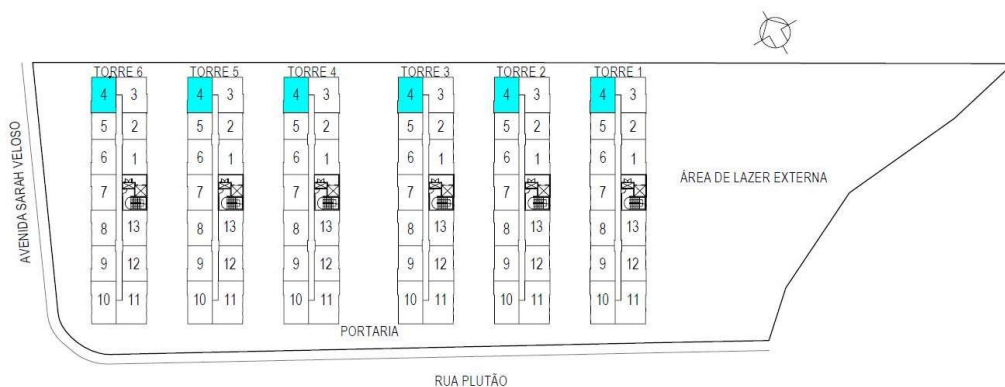 TORRE 6 TORRE 5 TORRE 4 TORRE 3 TORRE 2 TORRE 1
4 3 4 3 4 3 4 3 4 3 4 3
5 2 5 2 5 2 5 2 5 2 5 2
6 1 6 1 6 1 6 1 6 1 6 1
AVENIDA SARAH VELOSO
ÁREA DE LAZER EXTERNA
7 7 7 7 7 7
8 13 8 13 8 13 8 13 8 13 8 13
9 12 9 12 9 12 9 12 9 12 9 12
10 11 10 11 10 11 10 11 10 11 10 11
PORTARIA
RUA PLUTÃO